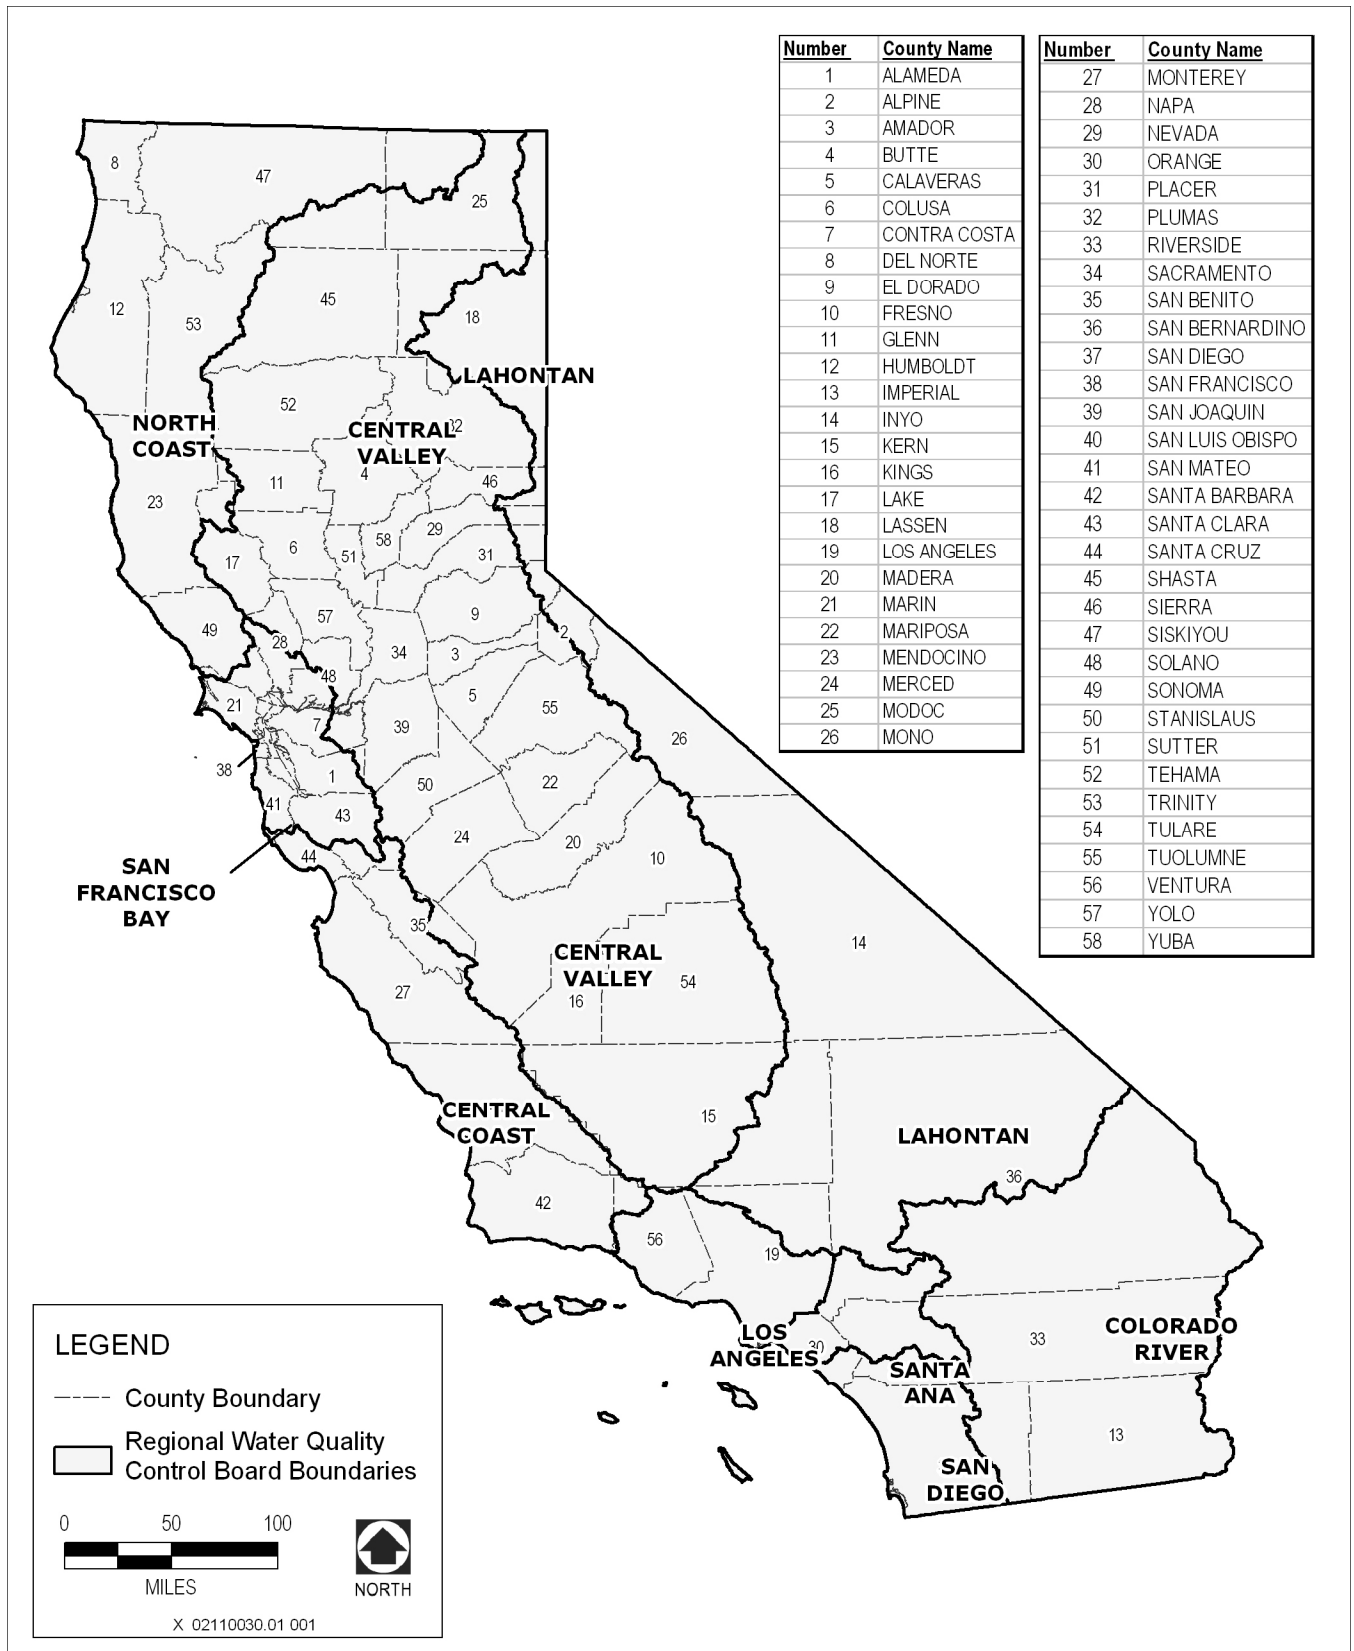 Number County Name
1 ALAMEDA
2 ALPINE
3 AMADOR
4 BUTTE
5 CALAVERAS
6 COLUSA
7 CONTRA COSTA
8 DEL NORTE
9 EL DORADO
10 FRESNO
11 GLENN
12 HUMBOLDT
13 IMPERIAL
14 INYO
15 KERN
16 KINGS
17 LAKE
18 LASSEN
19 LOS ANGELES
20 MADERA
21 MARIN
22 MARIPOSA
23 MENDOCINO
24 MERCED
25 MODOC
26 MONO
Number County Name
27 MONTEREY
28 NAPA
29 NEVADA
30 ORANGE
31 PLACER
32 PLUMAS
33 RIVERSIDE
34 SACRAMENTO
35 SAN BENITO
36 SAN BERNARDINO
37 SAN DIEGO
38 SAN FRANCISCO
39 SAN JOAQUIN
40 SAN LUIS OBISPO
41 SAN MATEO
42 SANTA BARBARA
43 SANTA CLARA
44 SANTA CRUZ
45 SHASTA
46 SIERRA
47 SISKIYOU
48 SOLANO
49 SONOMA
50 STANISLAUS
51 SUTTER
52 TEHAMA
53 TRINITY
54 TULARE
55 TUOLUMNE
56 VENTURA
57 YOLO
58 YUBA
8
47
25
12
53
45
18
LAHONTAN
52
NORTH
COAST
CENTRAL
VALLEY
32
4
11
46
23
29
58
6
51
31
17
9
57
49
28
2
34
3
48
5
21
55
7
39
26
38
1
50
22
41
43
24
20
44
10
SAN
FRANCISCO
BAY
35
14
CENTRAL
VALLEY
54
27
16
CENTRAL
COAST
15
LAHONTAN
36
42
56
19
LOS
ANGELES
30
33
COLORADO
RIVER
SANTA
ANA
13
SAN
DIEGO
LEGEND
County Boundary
Regional Water Quality
Control Board Boundaries
0 50 100
MILES
NORTH
X 02110030.01 001